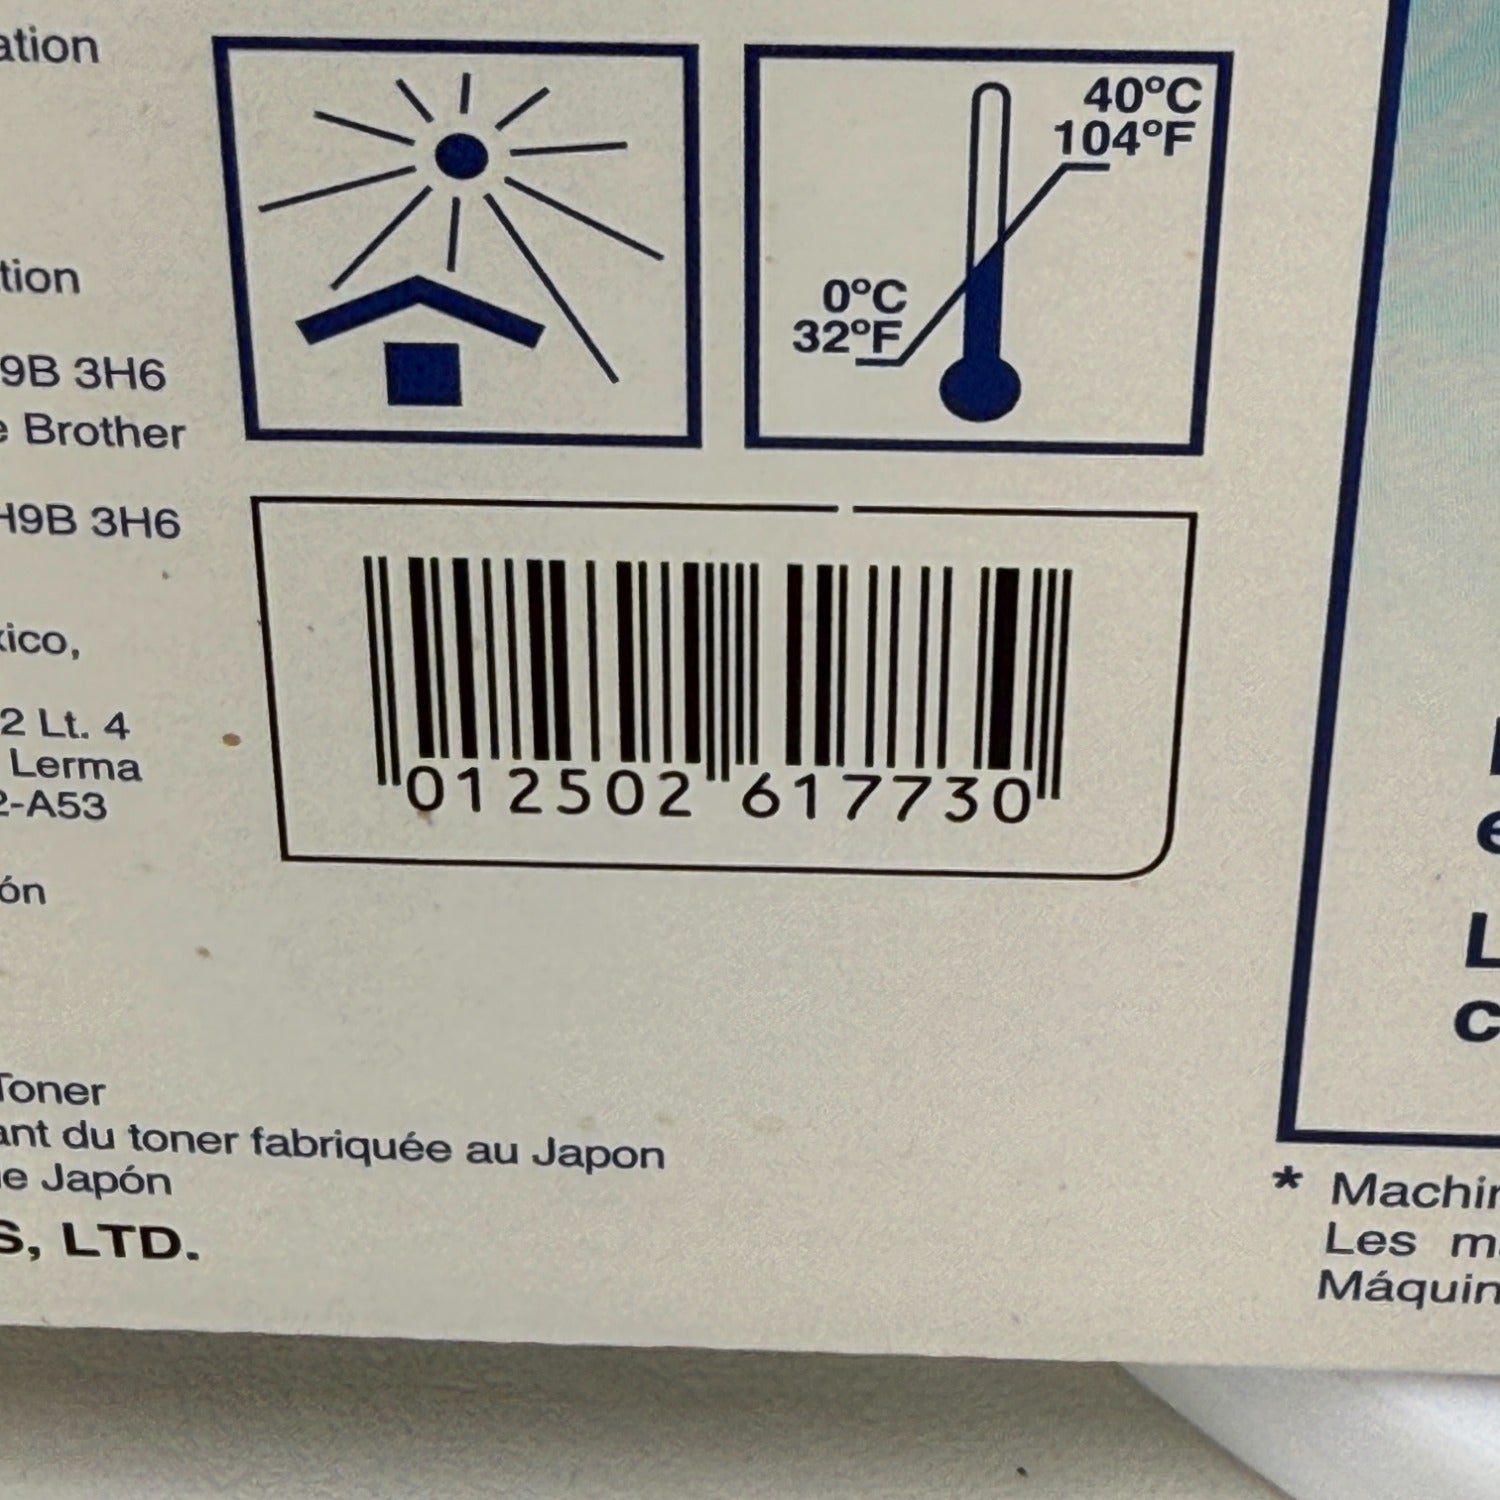 ation
tion
9B 3H6
e Brother
H9B 3H6
xico,
2 Lt. 4
Lerma
2-A53
ón
Toner
ant du toner fabriquée au Japon
e Japón
S, LTD.
40°C
104°F
0°C
32°F
012502 617730
e
L
c
* Machin
Les m
Máquin